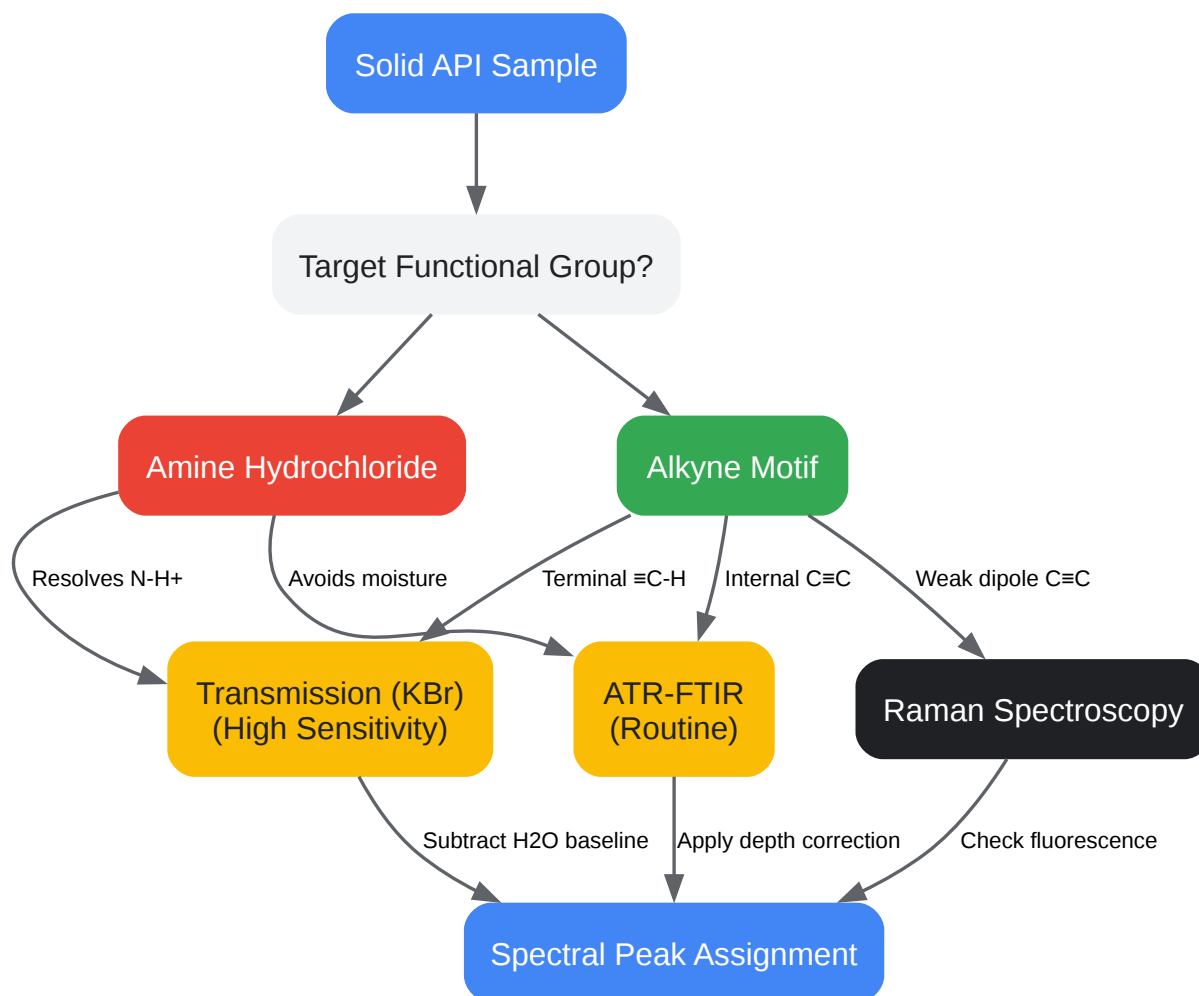 Solid API Sample
Target Functional Group?
Amine Hydrochloride
Alkyne Motif
Resolves N-H+
Avoids moisture
Terminal ≡C-H
Internal C≡C
Weak dipole C≡C
Transmission (KBr)
(High Sensitivity)
ATR-FTIR
(Routine)
Raman Spectroscopy
Subtract H2O baseline
Apply depth correction
Check fluorescence
Spectral Peak Assignment